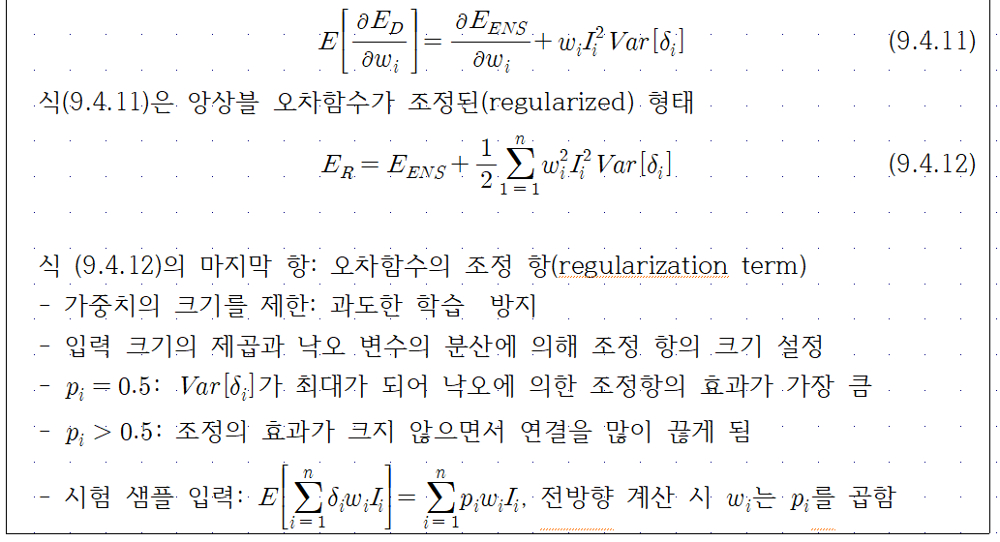 E[∂E_D/∂w_i] = ∂E_ENS/∂w_i + w_i I_i^2 Var[δ_i] (9.4.11)
식(9.4.11)은 앙상블 오차함수가 조정된(regularized) 형태
E_R = E_ENS + 1/2 ∑_{1=1}^{n} w_i^2 I_i^2 Var[δ_i] (9.4.12)
식 (9.4.12)의 마지막 항: 오차함수의 조정 항(regularization term)
- 가중치의 크기를 제한: 과도한 학습 방지
- 입력 크기의 제곱과 낙오 변수의 분산에 의해 조정 항의 크기 설정
- p_i = 0.5: Var[δ_i]가 최대가 되어 낙오에 의한 조정항의 효과가 가장 큼
- p_i > 0.5: 조정의 효과가 크지 않으면서 연결을 많이 끊게 됨
- 시험 샘플 입력: E[∑_{i=1}^{n} δ_i w_i I_i] = ∑_{i=1}^{n} p_i w_i I_i, 전방향 계산 시 w_i는 p_i를 곱함